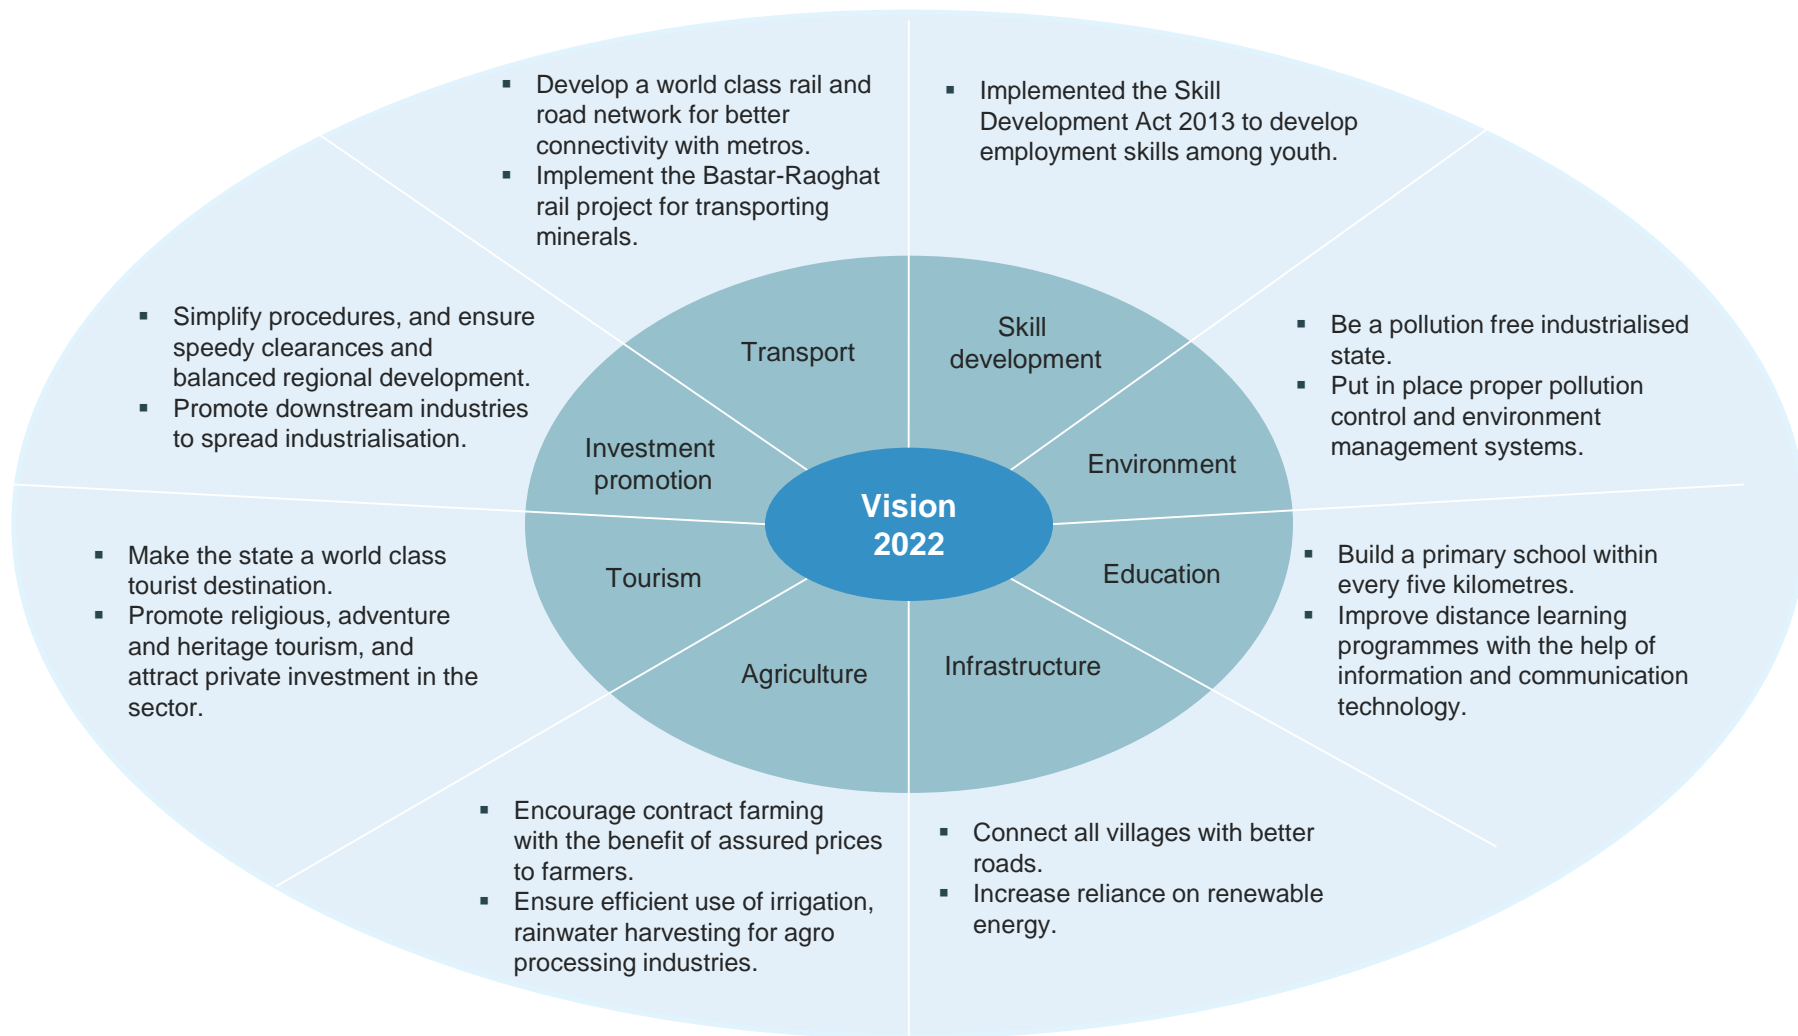 ▪ Develop a world class rail and
road network for better
connectivity with metros.
▪ Implement the Bastar-Raoghat
rail project for transporting
minerals.
▪ Implemented the Skill
Development Act 2013 to develop
employment skills among youth.
▪ Simplify procedures, and ensure
speedy clearances and
balanced regional development.
▪ Promote downstream industries
to spread industrialisation.
Transport
Skill
development
▪ Be a pollution free industrialised
state.
▪ Put in place proper pollution
control and environment
management systems.
Investment
promotion
Environment
Vision
2022
▪ Make the state a world class
tourist destination.
▪ Promote religious, adventure
and heritage tourism, and
attract private investment in the
sector.
Tourism
Education
▪ Build a primary school within
every five kilometres.
▪ Improve distance learning
programmes with the help of
information and communication
technology.
Agriculture
Infrastructure
▪ Encourage contract farming
with the benefit of assured prices
to farmers.
▪ Ensure efficient use of irrigation,
rainwater harvesting for agro
processing industries.
▪ Connect all villages with better
roads.
▪ Increase reliance on renewable
energy.